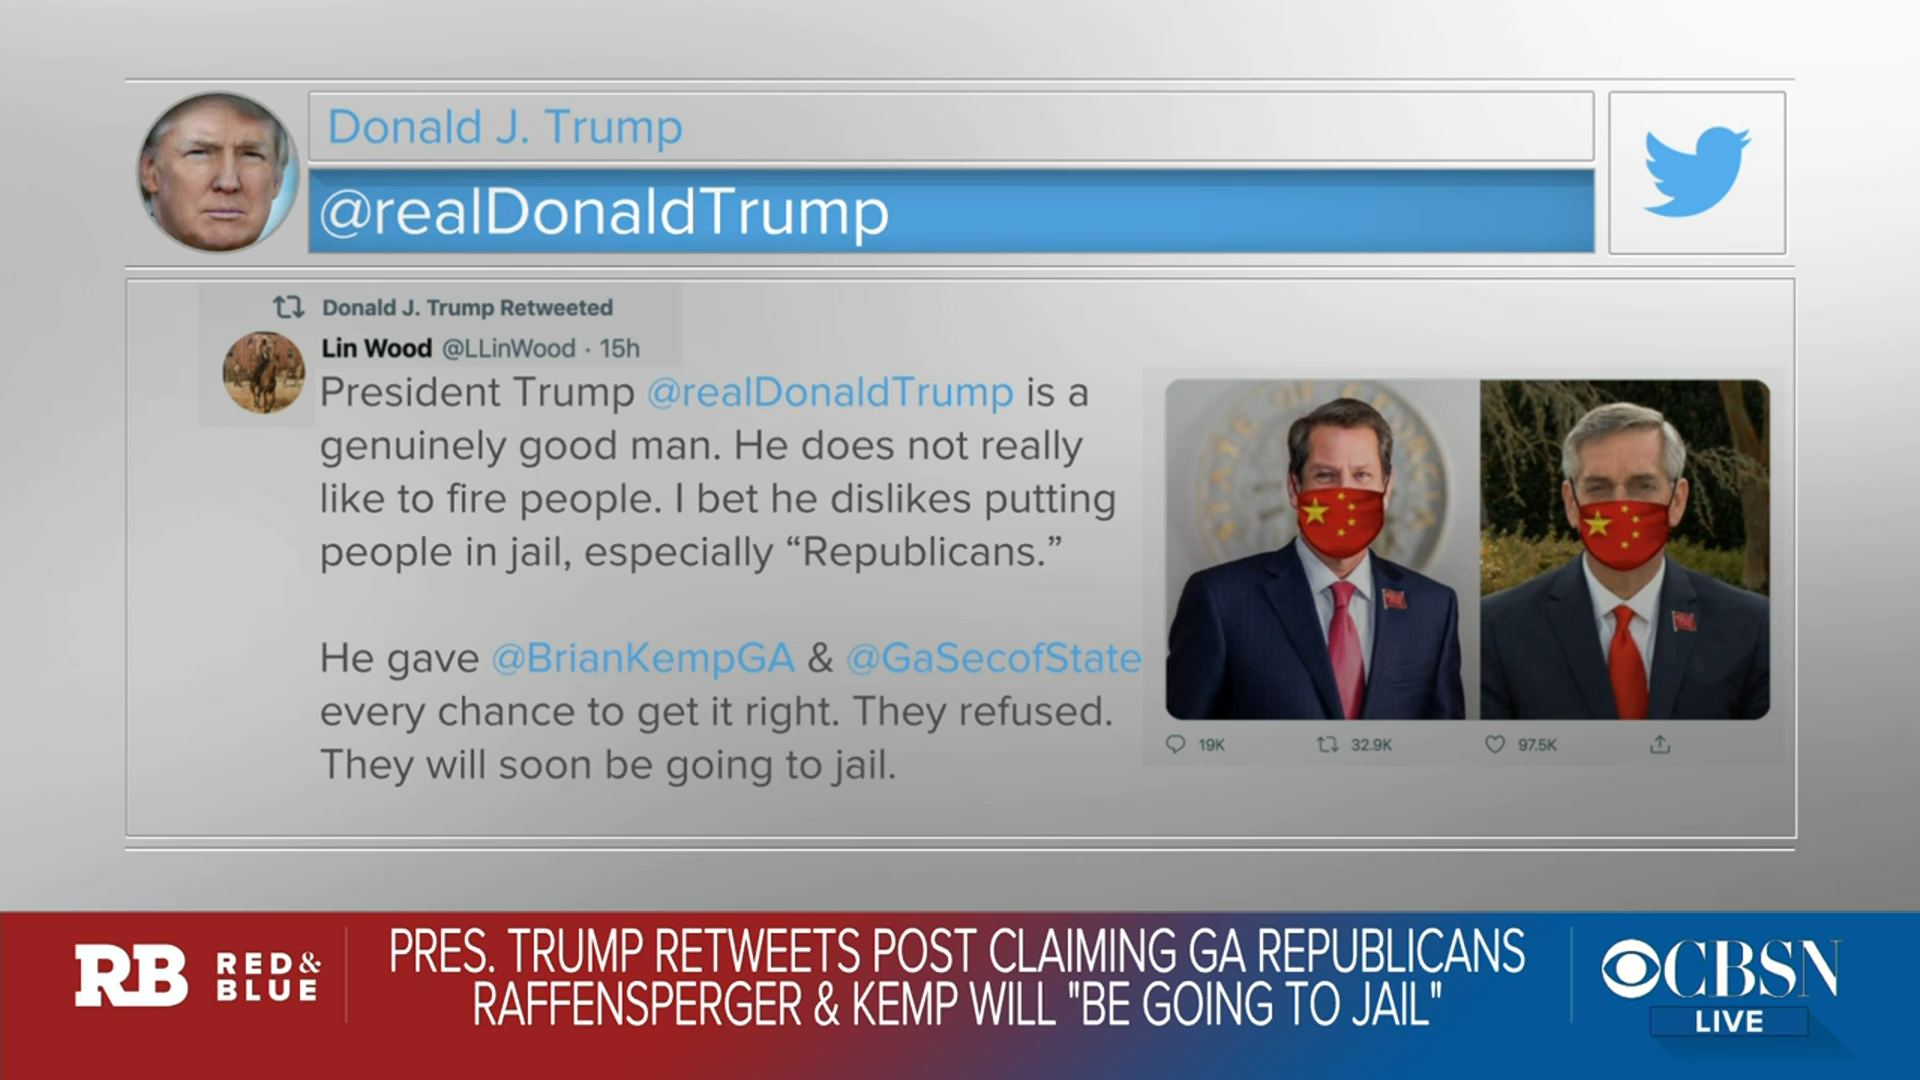 Donald J. Trump
@realDonaldTrump
Donald J. Trump Retweeted
Lin Wood @LLinWood · 15h
President Trump @realDonaldTrump is a
genuinely good man. He does not really
like to fire people. I bet he dislikes putting
people in jail, especially “Republicans.”
He gave @BrianKempGA & @GaSecofState
every chance to get it right. They refused.
They will soon be going to jail.
STATE OF GEORGIA
19K 32.9K 97.5K
RB RED & BLUE
PRES. TRUMP RETWEETS POST CLAIMING GA REPUBLICANS
RAFFENSPERGER & KEMP WILL "BE GOING TO JAIL"
CBSN
LIVE